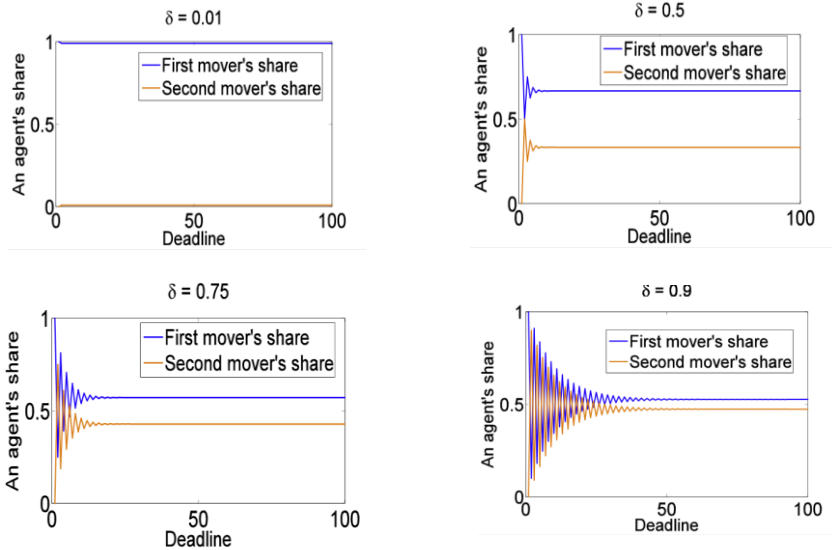 δ = 0.01
An agent's share
1
0.5
0
First mover's share
Second mover's share
0
50
100
Deadline
δ = 0.5
An agent's share
1
0.5
0
First mover's share
Second mover's share
0
50
100
Deadline
δ = 0.75
An agent's share
1
0.5
0
First mover's share
Second mover's share
0
50
100
Deadline
δ = 0.9
An agent's share
1
0.5
0
First mover's share
Second mover's share
0
50
100
Deadline